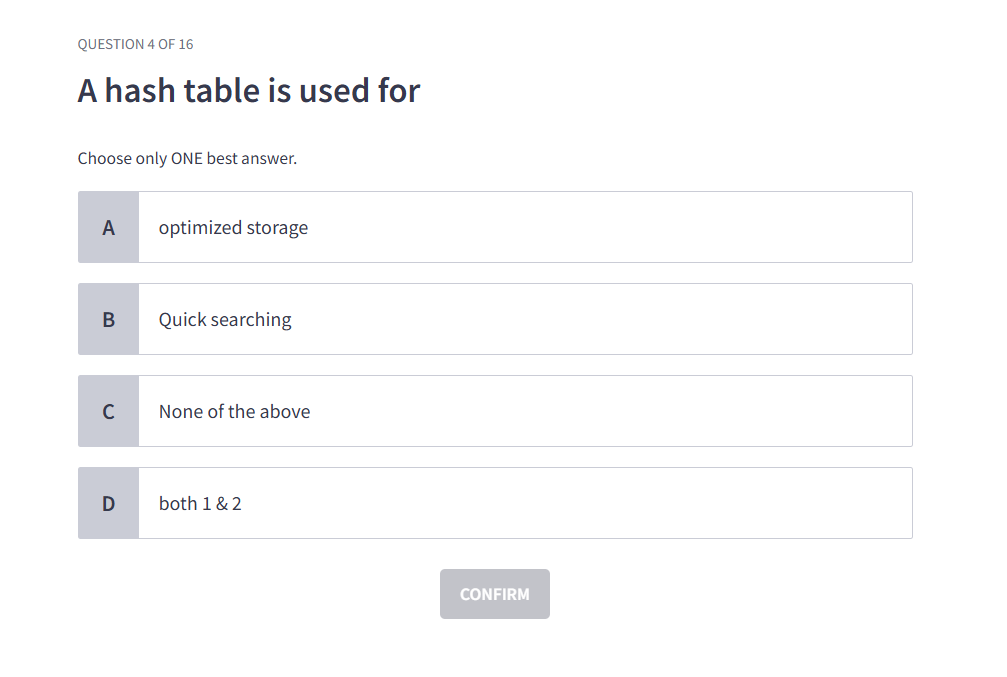 QUESTION 4 OF 16
A hash table is used for
Choose only ONE best answer.
A optimized storage
B Quick searching
C None of the above
D both 1 & 2
CONFIRM